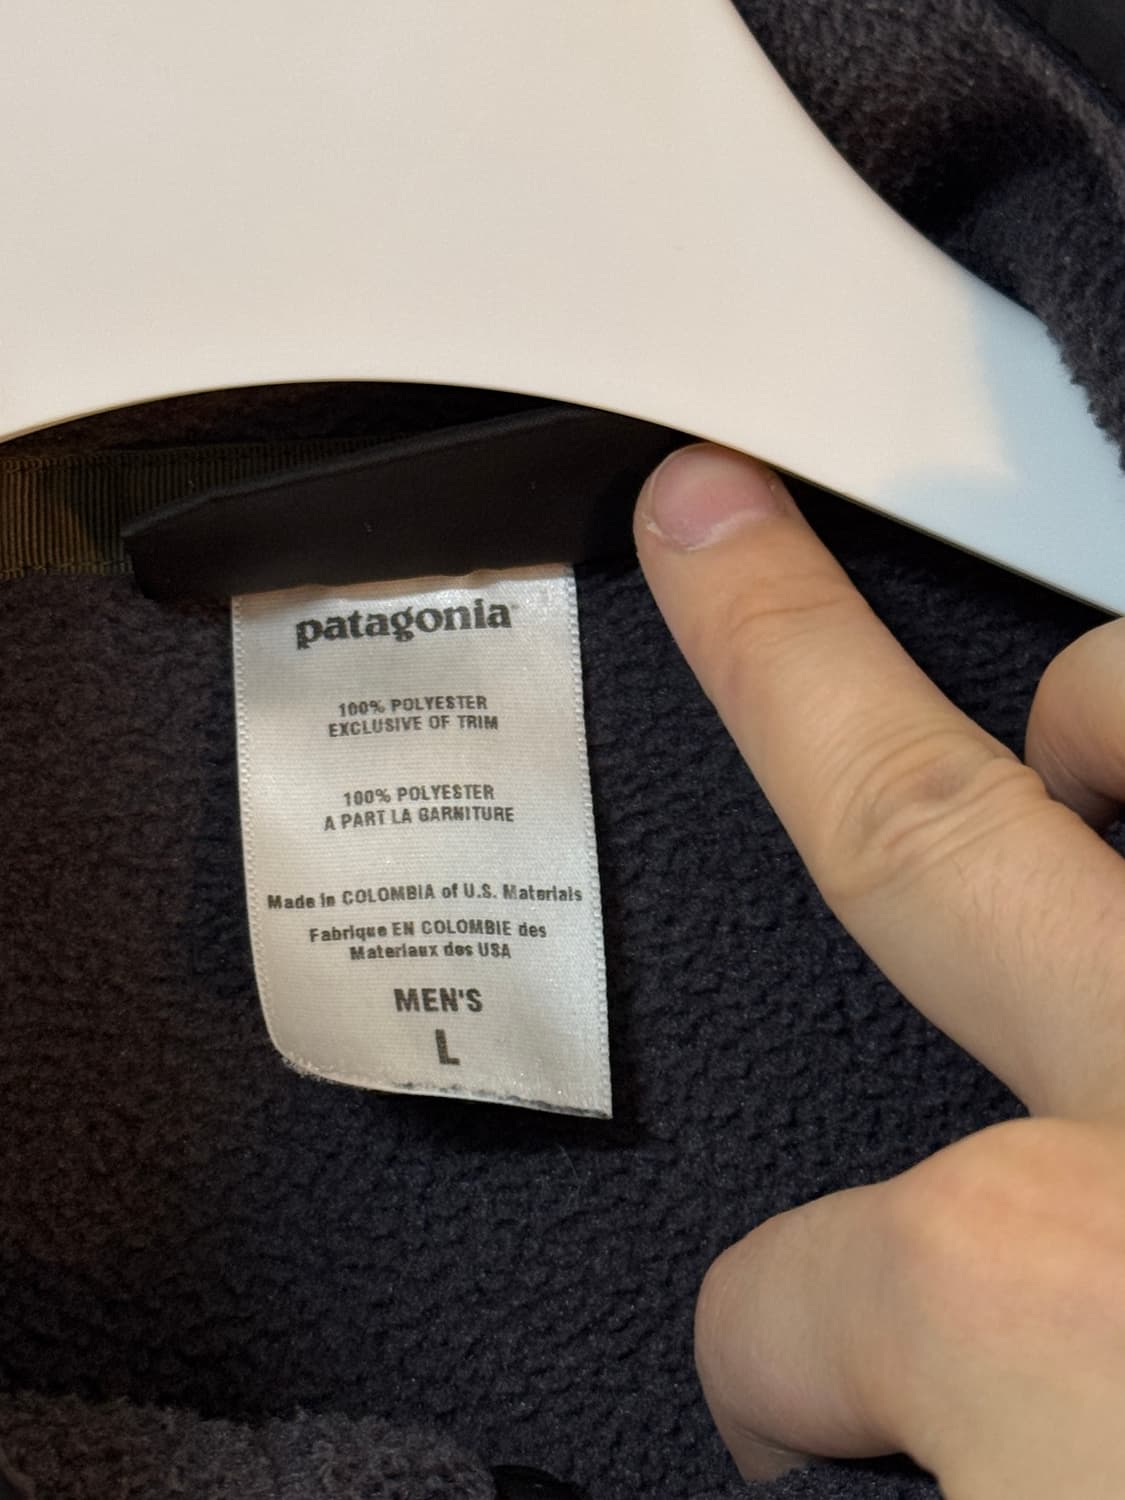 patagonia
100% POLYESTER
EXCLUSIVE OF TRIM
100% POLYESTER
A PART LA GARNITURE
Made in COLOMBIA of U.S. Materials
Fabrique EN COLOMBIE des
Materiaux des USA
MEN'S
L